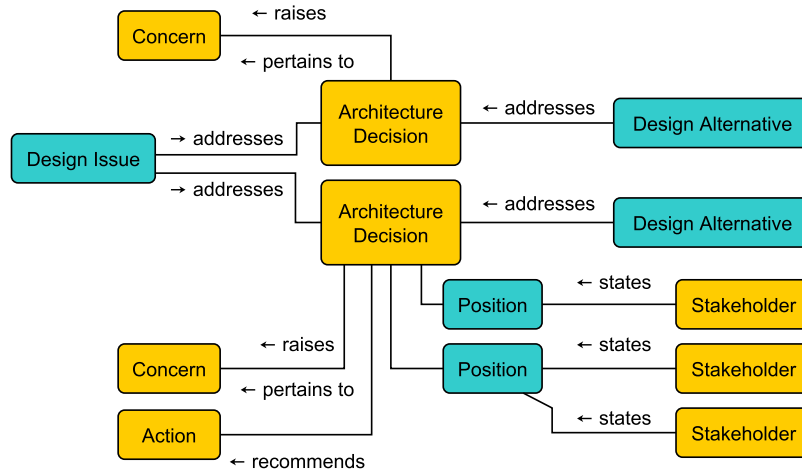 ← raises
Concern
← pertains to
Architecture
Decision
← addresses
Design Alternative
→ addresses
Design Issue
→ addresses
Architecture
Decision
← addresses
Design Alternative
Position
← states
Stakeholder
← raises
Concern
← pertains to
Position
← states
Stakeholder
Action
← recommends
← states
Stakeholder